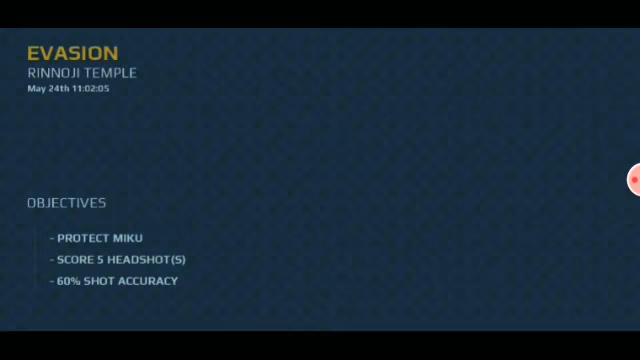 EVASION
RINNOJI TEMPLE
May 24th 11:02:05
OBJECTIVES
- PROTECT MIKU
- SCORE 5 HEADSHOT(S)
- 60% SHOT ACCURACY